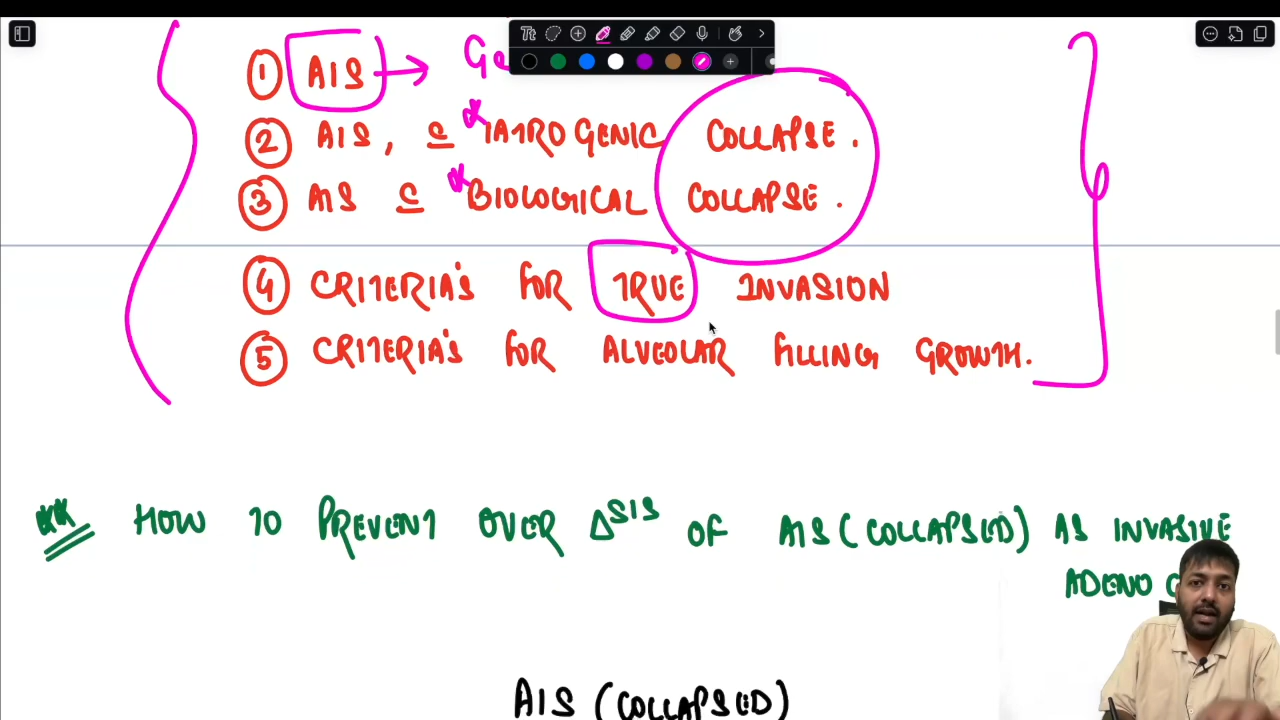 ① AIS → Ge
② AIS, c̲ IATROGENIC COLLAPSE.
③ AIS c̲ BIOLOGICAL COLLAPSE.
④ CRITERIA'S FOR TRUE INVASION
⑤ CRITERIA'S FOR ALVEOLAR FILLING GROWTH.
** HOW TO PREVENT OVER Δ^SIS OF AIS (COLLAPSED) AS INVASIVE
ADENO
AIS (COLLAPSED)